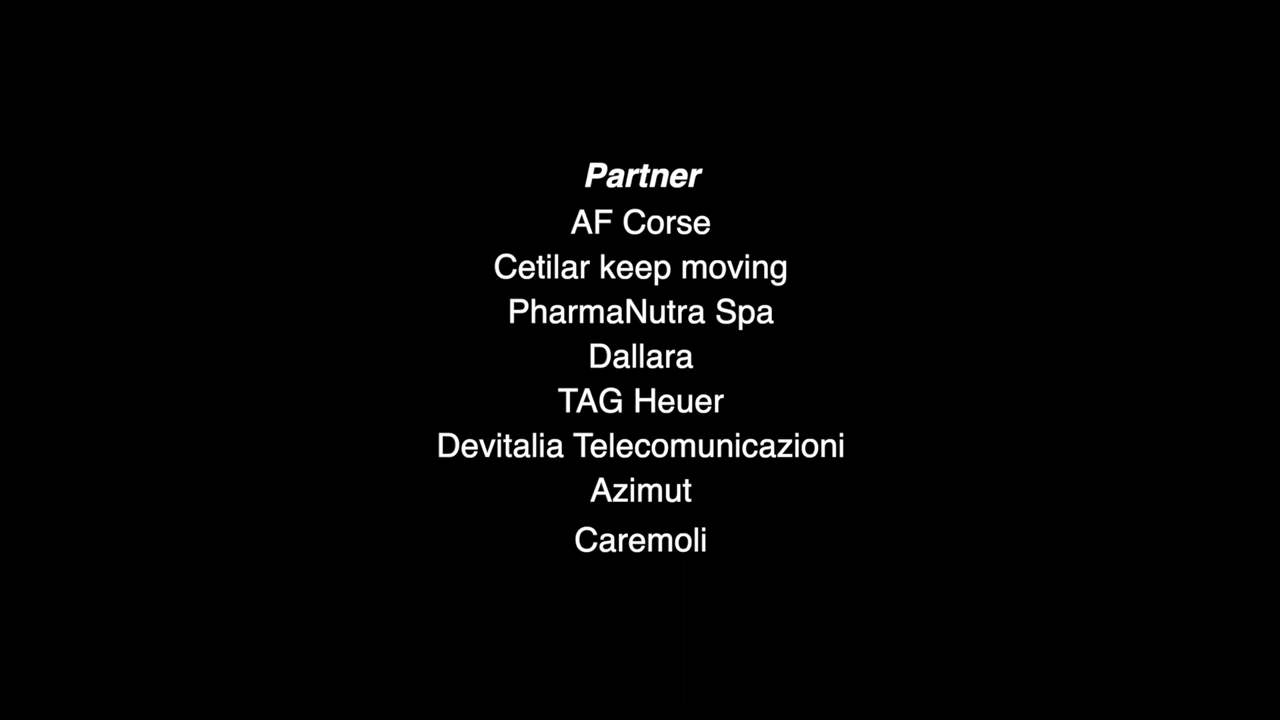 Partner
AF Corse
Cetilar keep moving
PharmaNutra Spa
Dallara
TAG Heuer
Devitalia Telecomunicazioni
Azimut
Caremoli